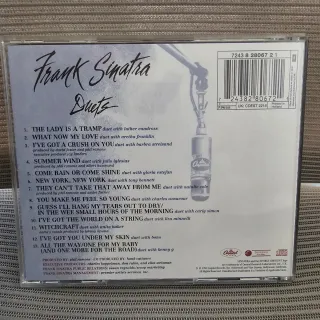 Frank Sinatra
Duets
7243 8 28067 2 1
1. THE LADY IS A TRAMP duet with luther vandross
2. WHAT NOW MY LOVE duet with aretha franklin
3. I'VE GOT A CRUSH ON YOU duet with barbra streisand
4. SUMMER WIND duet with julio iglesias
5. COME RAIN OR COME SHINE duet with gloria estefan
6. NEW YORK, NEW YORK duet with tony bennett
7. THEY CAN'T TAKE THAT AWAY FROM ME duet with natalie cole
8. YOU MAKE ME FEEL SO YOUNG duet with charles aznavour
9. GUESS I'LL HANG MY TEARS OUT TO DRY/
IN THE WEE SMALL HOURS OF THE MORNING duet with carly simon
10. I'VE GOT THE WORLD ON A STRING duet with liza minnelli
11. WITCHCRAFT duet with anita baker
12. I'VE GOT YOU UNDER MY SKIN duet with bono
13. ALL THE WAY/ONE FOR MY BABY
(AND ONE MORE FOR THE ROAD) duet with kenny g
Capitol